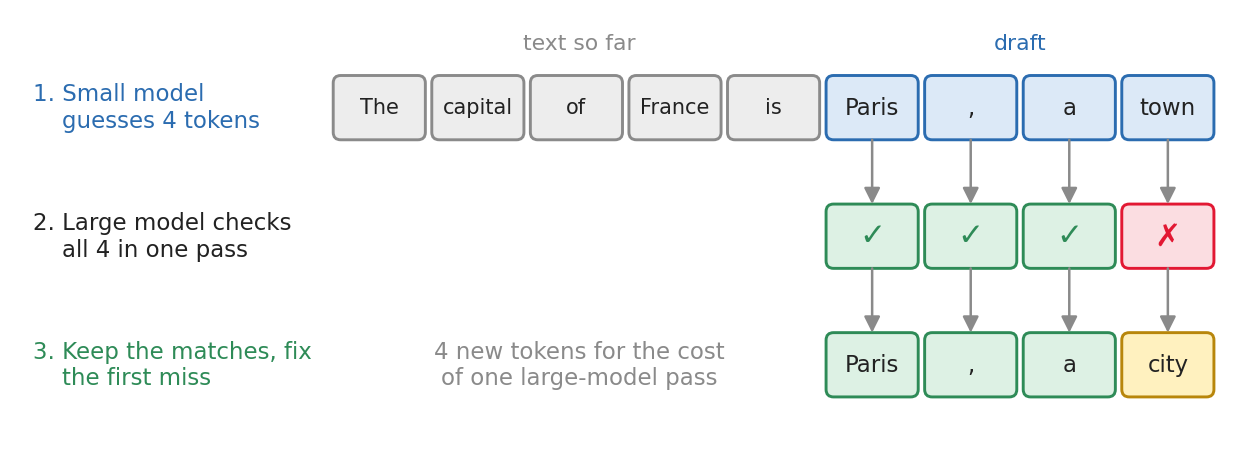 text so far
draft
1. Small model
guesses 4 tokens
The capital of France is Paris , a town
2. Large model checks
all 4 in one pass
✓ ✓ ✓ ✗
3. Keep the matches, fix
the first miss
4 new tokens for the cost
of one large-model pass
Paris , a city